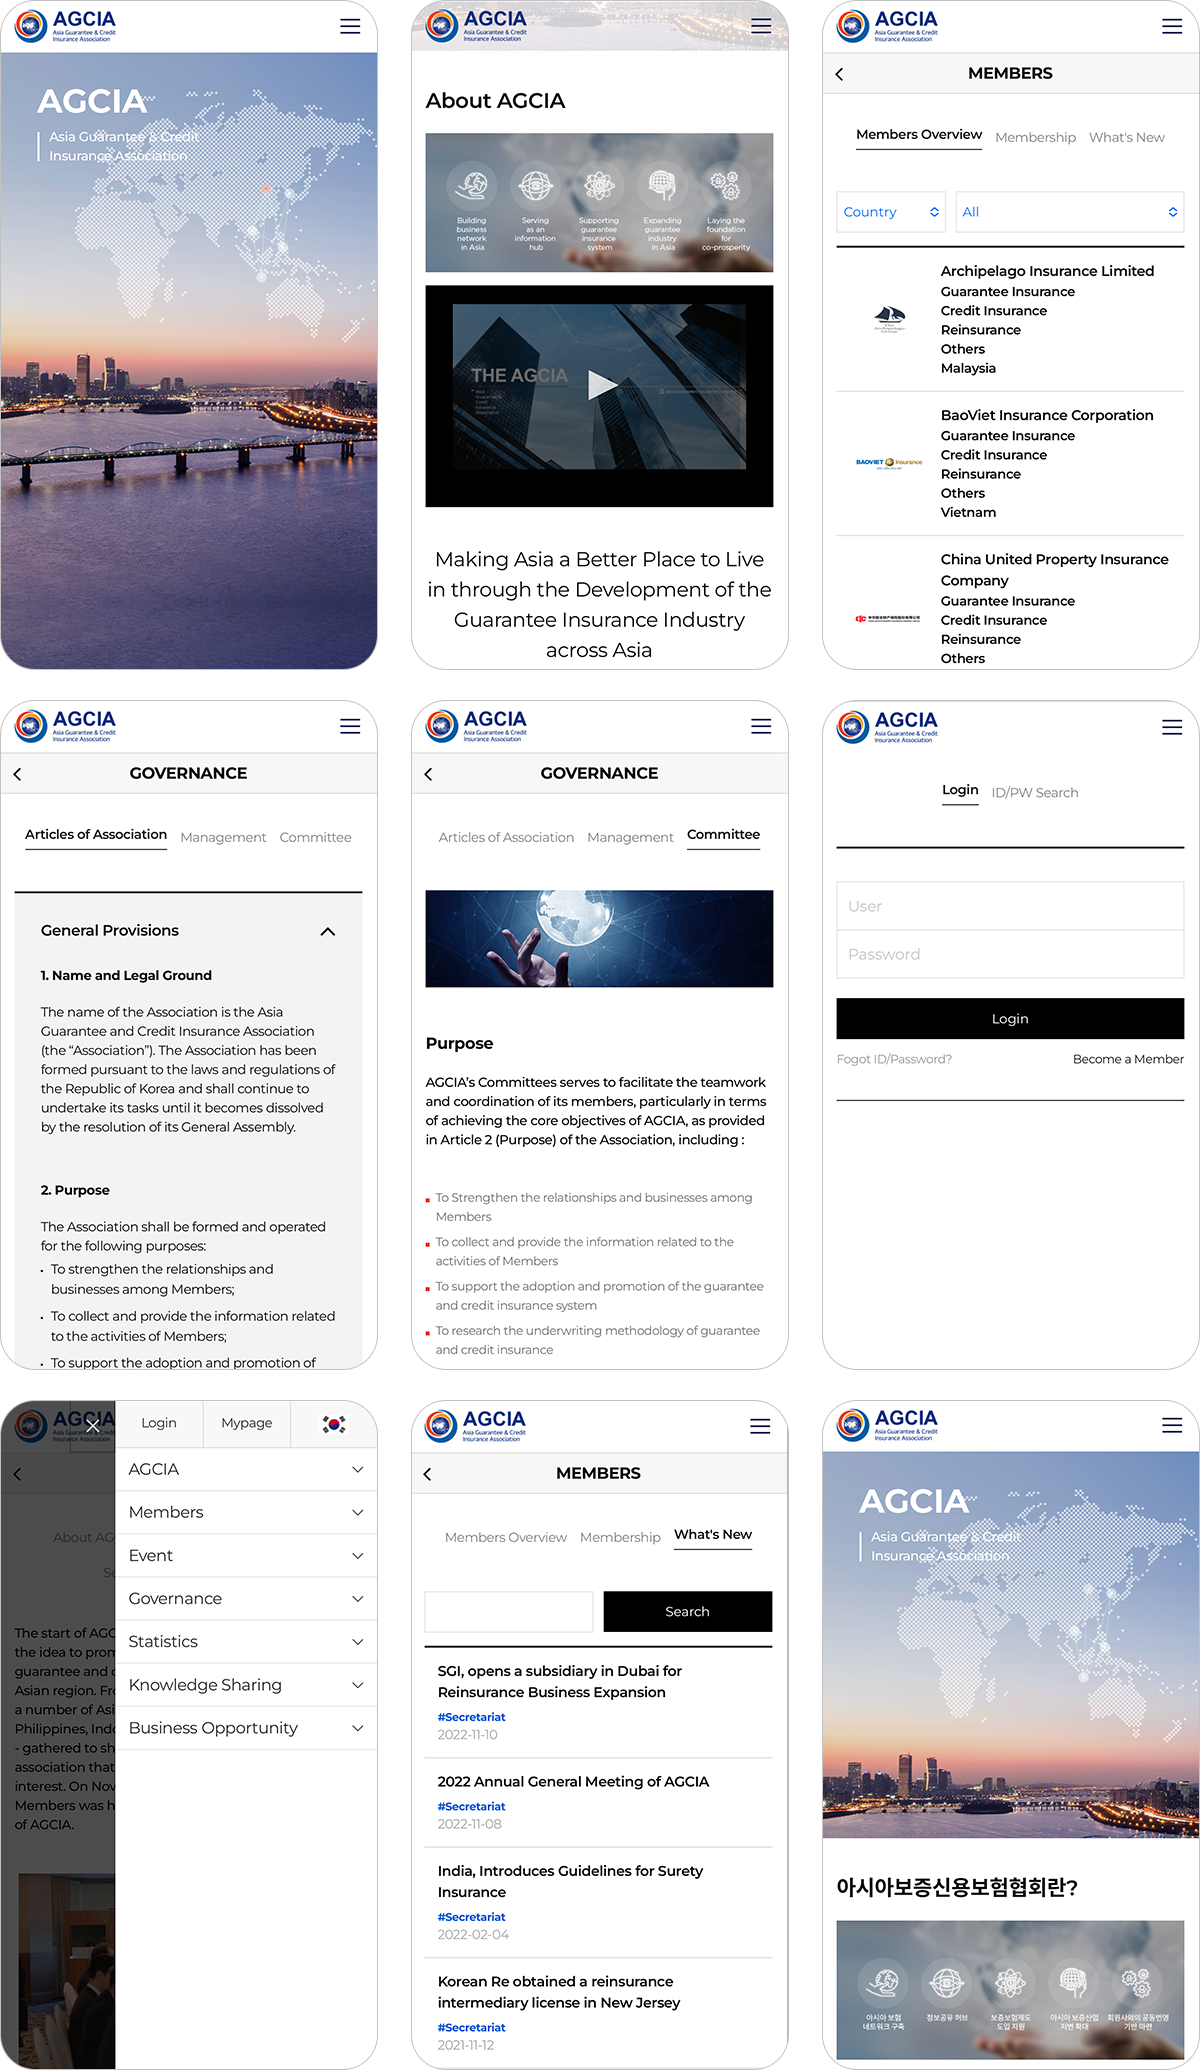 AGCIA
Asia Guarantee & Credit
Insurance Association
AGCIA
Asia Guarantee & Credit
Insurance Association
AGCIA
Asia Guarantee & Credit
Insurance Association
About AGCIA
Building
business
network
in Asia
Serving
as an
information
hub
Supporting
guarantee
insurance
system
Expanding
guarantee
industry
in Asia
Laying the
foundation
for
co-prosperity
THE AGCIA
Asia
Guarantee &
Credit
Insurance
Association
Making Asia a Better Place to Live
in through the Development of the
Guarantee Insurance Industry
across Asia
AGCIA
Asia Guarantee & Credit
Insurance Association
MEMBERS
Members Overview Membership What's New
Country All
Archipelago Insurance Limited
Guarantee Insurance
Credit Insurance
Reinsurance
Others
Malaysia
BAOVIET Insurance
BaoViet Insurance Corporation
Guarantee Insurance
Credit Insurance
Reinsurance
Others
Vietnam
China United Property Insurance
Company
Guarantee Insurance
Credit Insurance
Reinsurance
Others
AGCIA
Asia Guarantee & Credit
Insurance Association
GOVERNANCE
Articles of Association Management Committee
General Provisions
1. Name and Legal Ground
The name of the Association is the Asia
Guarantee and Credit Insurance Association
(the “Association”). The Association has been
formed pursuant to the laws and regulations of
the Republic of Korea and shall continue to
undertake its tasks until it becomes dissolved
by the resolution of its General Assembly.
2. Purpose
The Association shall be formed and operated
for the following purposes:
· To strengthen the relationships and
businesses among Members;
· To collect and provide the information related
to the activities of Members;
· To support the adoption and promotion of
AGCIA
Asia Guarantee & Credit
Insurance Association
GOVERNANCE
Articles of Association Management Committee
Purpose
AGCIA’s Committees serves to facilitate the teamwork
and coordination of its members, particularly in terms
of achieving the core objectives of AGCIA, as provided
in Article 2 (Purpose) of the Association, including :
To Strengthen the relationships and businesses among
Members
To collect and provide the information related to the
activities of Members
To support the adoption and promotion of the guarantee
and credit insurance system
To research the underwriting methodology of guarantee
and credit insurance
AGCIA
Asia Guarantee & Credit
Insurance Association
Login ID/PW Search
User
Password
Login
Fogot ID/Password? Become a Member
AGCIA
Asia Guarantee & Credit
Insurance Association
About AG
Se
The start of AGC
the idea to prom
guarantee and c
Asian region. Fr
a number of Asi
Philippines, Ind
- gathered to sh
association that
interest. On Nov
Members was h
of AGCIA.
Login Mypage
AGCIA
Members
Event
Governance
Statistics
Knowledge Sharing
Business Opportunity
AGCIA
Asia Guarantee & Credit
Insurance Association
MEMBERS
Members Overview Membership What's New
Search
SGI, opens a subsidiary in Dubai for
Reinsurance Business Expansion
#Secretariat
2022-11-10
2022 Annual General Meeting of AGCIA
#Secretariat
2022-11-08
India, Introduces Guidelines for Surety
Insurance
#Secretariat
2022-02-04
Korean Re obtained a reinsurance
intermediary license in New Jersey
#Secretariat
2021-11-12
AGCIA
Asia Guarantee & Credit
Insurance Association
AGCIA
Asia Guarantee & Credit
Insurance Association
아시아보증신용보험협회란?
아시아 보험
네트워크 구축
정보공유 허브
보증보험제도
도입 지원
아시아 보증산업
저변 확대
회원사와의 공동번영
기반 마련